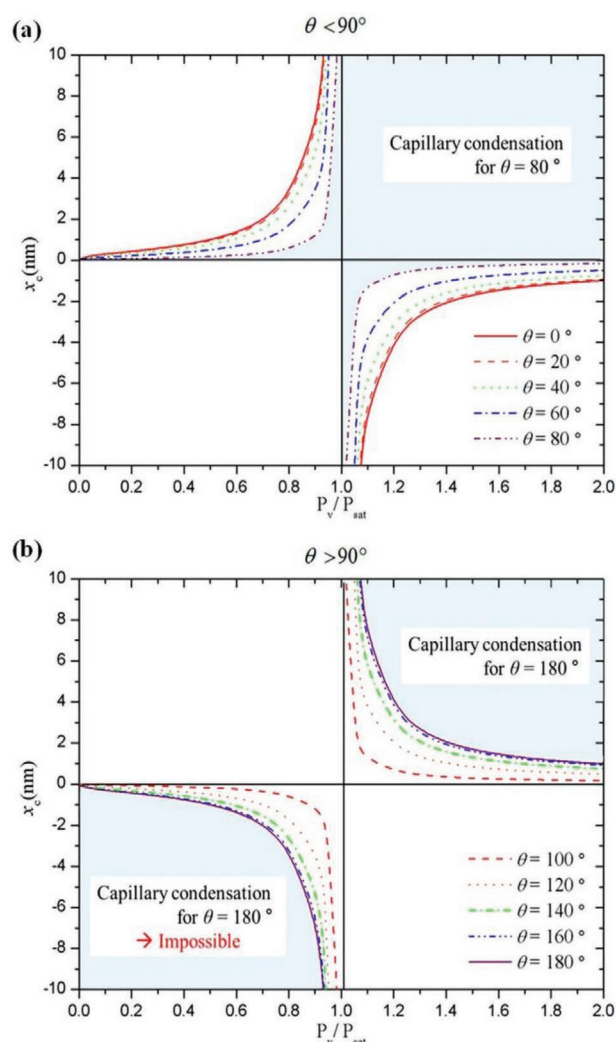 (a)
θ <90°
10
8
6
4
2
0
-2
-4
-6
-8
-10
x_c(nm)
Capillary condensation
for θ = 80 °
θ = 0 °
θ = 20 °
θ = 40 °
θ = 60 °
θ = 80 °
0.0 0.2 0.4 0.6 0.8 1.0 1.2 1.4 1.6 1.8 2.0
P_v/P_sat
(b)
θ >90°
10
8
6
4
2
0
-2
-4
-6
-8
-10
x_c(nm)
Capillary condensation
for θ = 180 °
Capillary condensation
for θ = 180 °
→ Impossible
θ = 100 °
θ = 120 °
θ = 140 °
θ = 160 °
θ = 180 °
0.0 0.2 0.4 0.6 0.8 1.0 1.2 1.4 1.6 1.8 2.0
P_v/P_sat